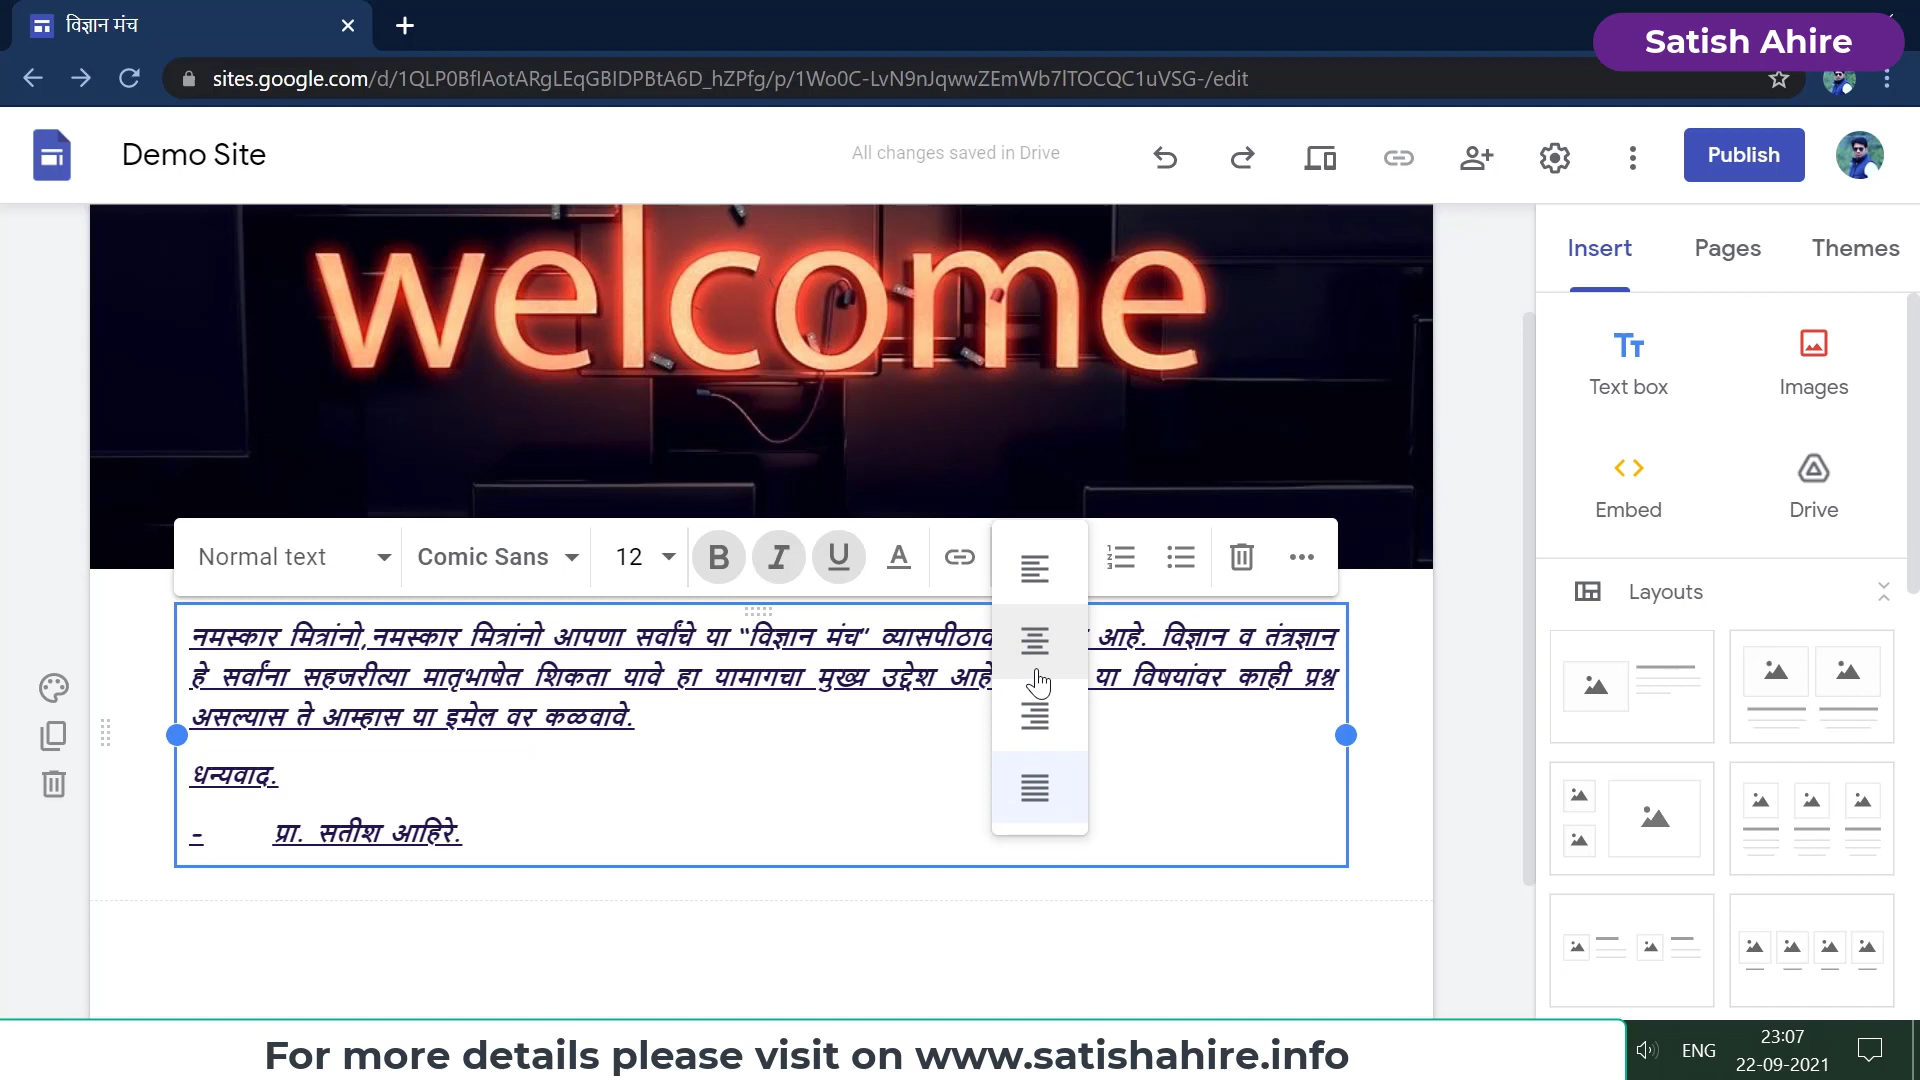 विज्ञान मंच
Satish Ahire
sites.google.com/d/1QLP0BfIAotARgLEqGBIDPBtA6D_hZPfg/p/1Wo0C-LvN9nJqwwZEmWb7lTOCQC1uVSG-/edit
Demo Site
All changes saved in Drive
Publish
welcome
Insert Pages Themes
Text box Images
Embed Drive
Layouts
Normal text Comic Sans 12 B I U A
नमस्कार मित्रांनो,नमस्कार मित्रांनो आपणा सर्वांचे या “विज्ञान मंच” आहे. विज्ञान व तंत्रज्ञान
हे सर्वांना सहजरीत्या मातृभाषेत शिकता यावे हा यामागचा मुख्य उद्देश आहे या विषयांवर काही प्रश्न
असल्यास ते आम्हास या इमेल वर कळवावे.
धन्यवाद.
- प्रा. सतीश आहिरे.
For more details please visit on www.satishahire.info
ENG
23:07
22-09-2021